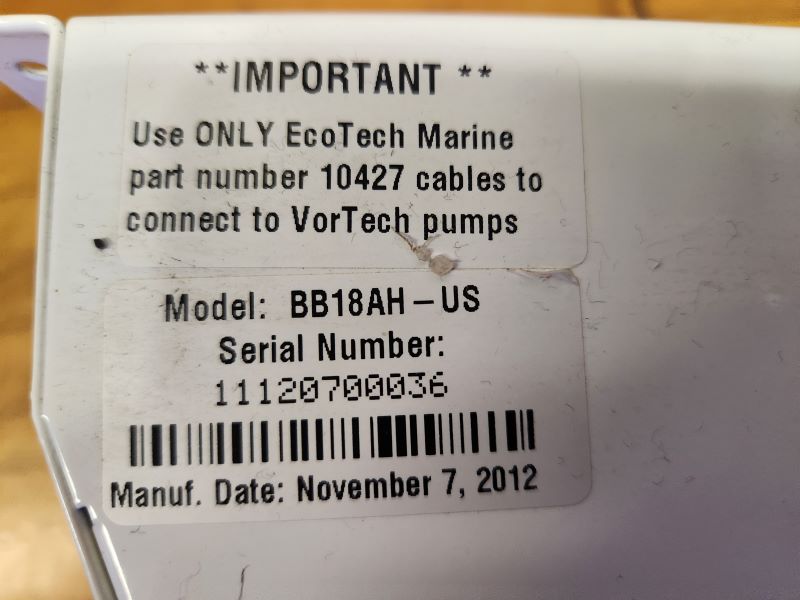 **IMPORTANT **
Use ONLY EcoTech Marine
part number 10427 cables to
connect to VorTech pumps
Model: BB18AH-US
Serial Number:
11120700036
Manuf. Date: November 7, 2012